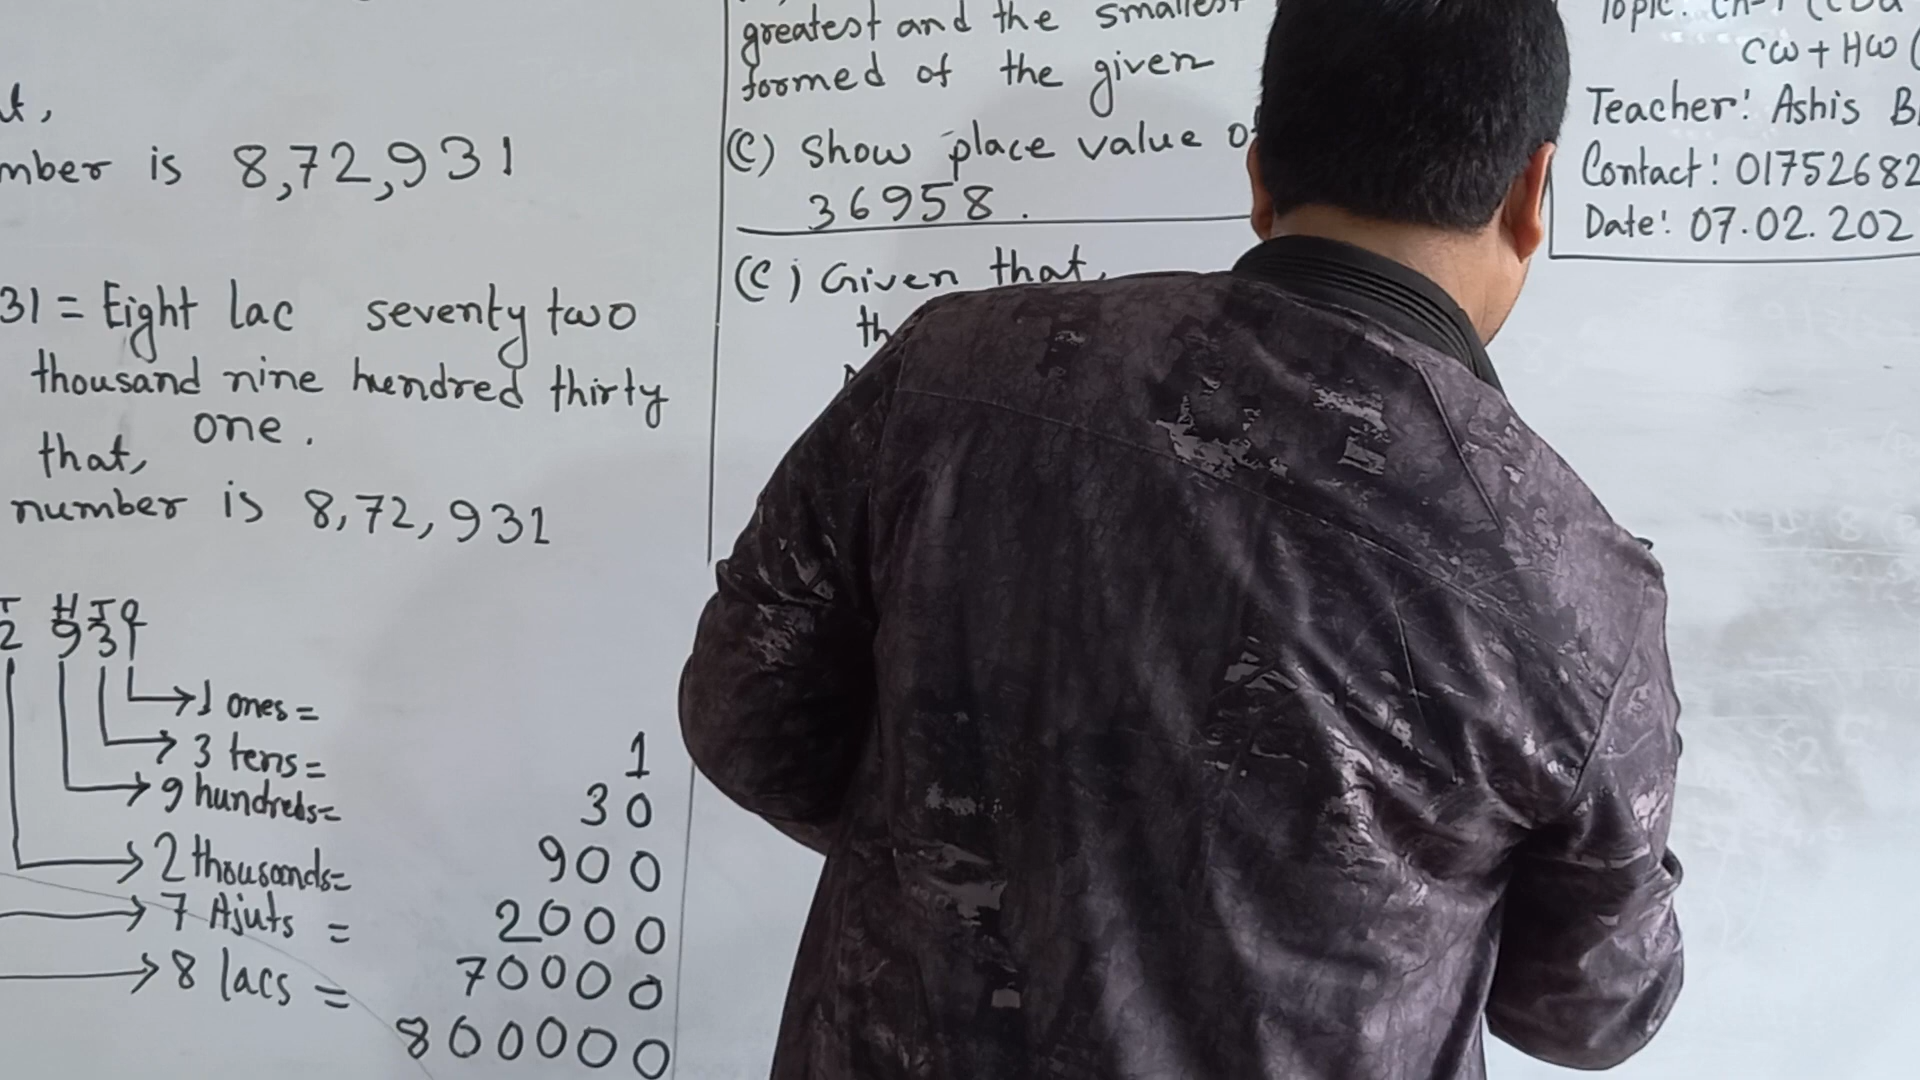 t,
mber is 8,72,931
31 = Eight lac seventy two
thousand nine hundred thirty
one.
that,
number is 8,72,931
T H T O
2 9 3 1
→ 1 ones = 1
→ 3 tens = 30
→ 9 hundreds = 900
→ 2 thousands = 2000
→ 7 Ajuts = 70000
→ 8 lacs = 800000
greatest and the smallest
formed of the given
(C) Show place value o
36958.
(C) Given that,
th
Topic: Ch-1
CW + HW (
Teacher: Ashis B
Contact: 01752682
Date: 07.02.202